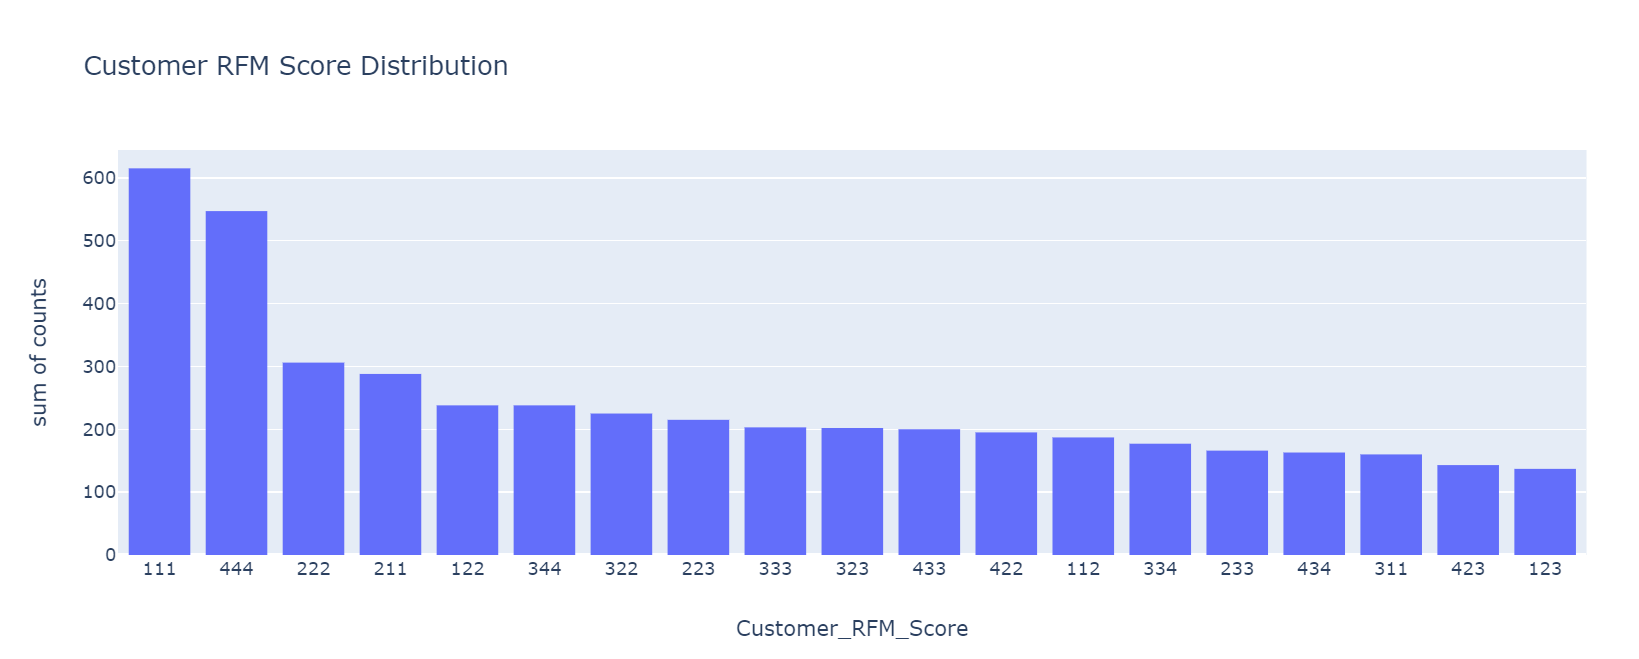 Customer RFM Score Distribution
600
500
400
300
200
100
0
sum of counts
111 444 222 211 122 344 322 223 333 323 433 422 112 334 233 434 311 423 123
Customer_RFM_Score